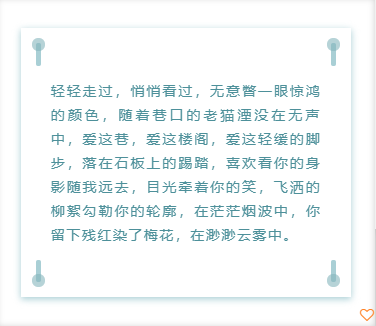 轻轻走过，悄悄看过，无意瞥一眼惊鸿
的颜色，随着巷口的老猫湮没在无声
中，爱这巷，爱这楼阁，爱这轻缓的脚
步，落在石板上的踢踏，喜欢看你的身
影随我远去，目光牵着你的笑，飞洒的
柳絮勾勒你的轮廓，在茫茫烟波中，你
留下残红染了梅花，在渺渺云雾中。